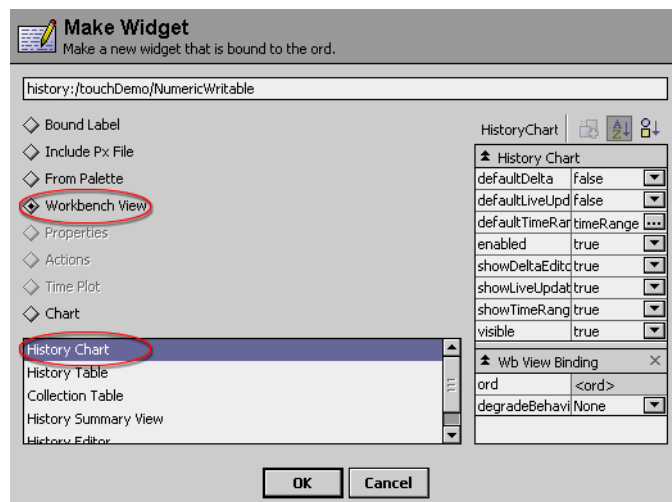 Make Widget
Make a new widget that is bound to the ord.
history:/touchDemo/NumericWritable
Bound Label
Include Px File
From Palette
Workbench View
Properties
Actions
Time Plot
Chart
History Chart
History Table
Collection Table
History Summary View
History Editor
HistoryChart
History Chart
defaultDelta false
defaultLiveUpd false
defaultTimeRar timeRange ...
enabled true
showDeltaEditc true
showLiveUpdat true
showTimeRang true
visible true
Wb View Binding
ord <ord>
degradeBehavi None
OK Cancel